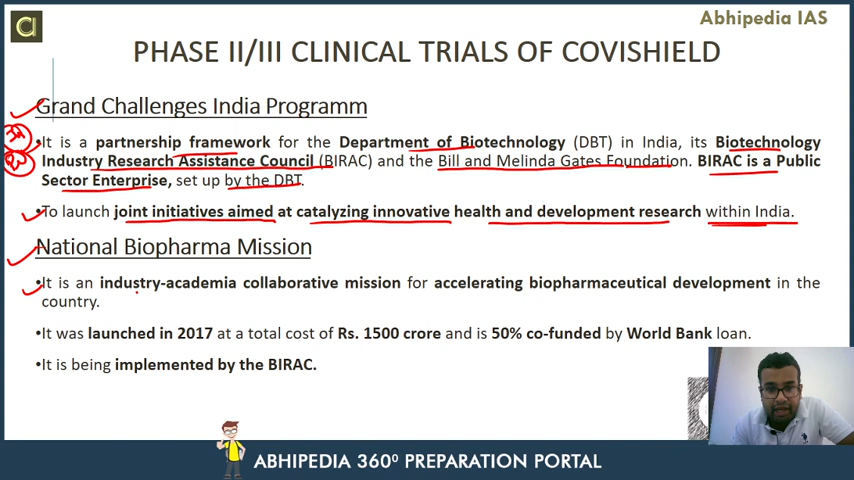 a
Abhipedia IAS
PHASE II/III CLINICAL TRIALS OF COVISHIELD
Grand Challenges India Programm
•It is a partnership framework for the Department of Biotechnology (DBT) in India, its Biotechnology
Industry Research Assistance Council (BIRAC) and the Bill and Melinda Gates Foundation. BIRAC is a Public
Sector Enterprise, set up by the DBT.
•To launch joint initiatives aimed at catalyzing innovative health and development research within India.
National Biopharma Mission
•It is an industry-academia collaborative mission for accelerating biopharmaceutical development in the
country.
•It was launched in 2017 at a total cost of Rs. 1500 crore and is 50% co-funded by World Bank loan.
•It is being implemented by the BIRAC.
ABHIPEDIA 360⁰ PREPARATION PORTAL